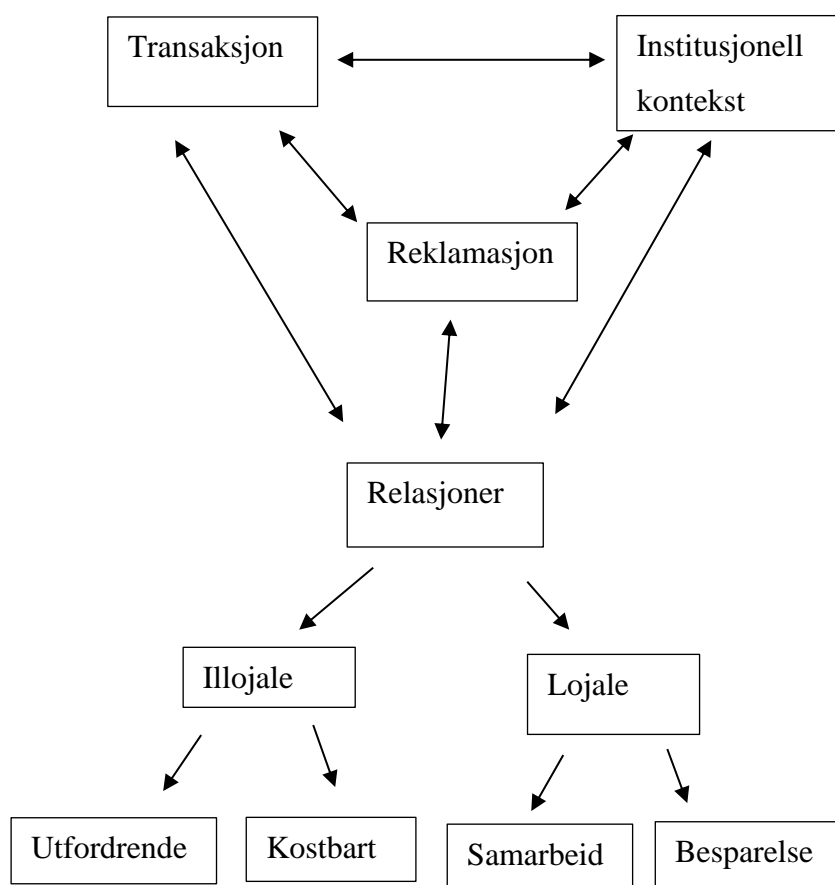 Transaksjon
Institusjonell
kontekst
Reklamasjon
Relasjoner
Illojale
Lojale
Utfordrende
Kostbart
Samarbeid
Besparelse